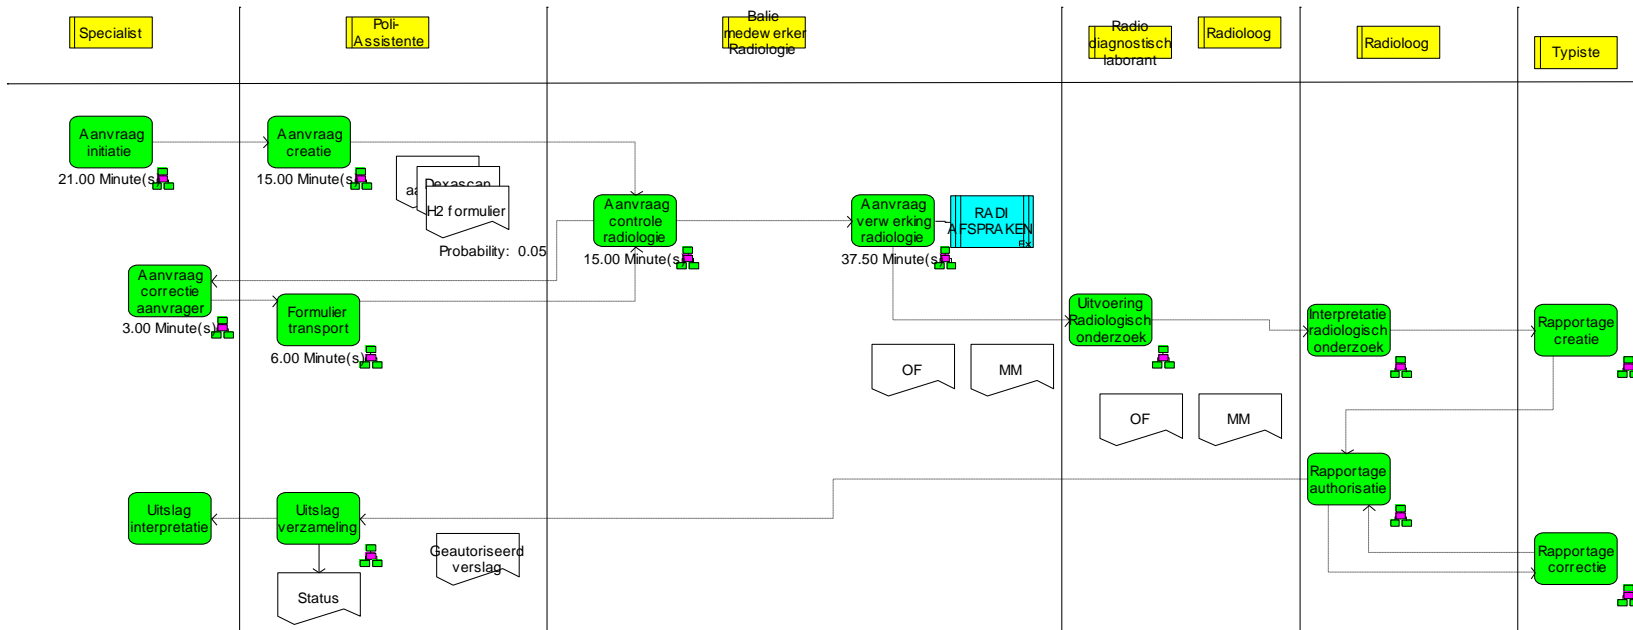 Specialist
Poli-
Assistente
Balie
medewerker
Radiologie
Radio
diagnostisch
laborant
Radioloog
Radioloog
Typiste
Aanvraag
initiatie
21.00 Minute(s)
Aanvraag
creatie
15.00 Minute(s)
Dexascan
H2 formulier
Probability: 0.05
Aanvraag
controle
radiologie
15.00 Minute(s)
Aanvraag
verwerking
radiologie
37.50 Minute(s)
RADI
AFSPRAKEN
Ex
Aanvraag
correctie
aanvrager
3.00 Minute(s)
Formulier
transport
6.00 Minute(s)
Uitvoering
Radiologisch
onderzoek
Interpretatie
radiologisch
onderzoek
Rapportage
creatie
OF
MM
OF
MM
Rapportage
authorisatie
Uitslag
interpretatie
Uitslag
verzameling
Geautoriseerd
verslag
Status
Rapportage
correctie